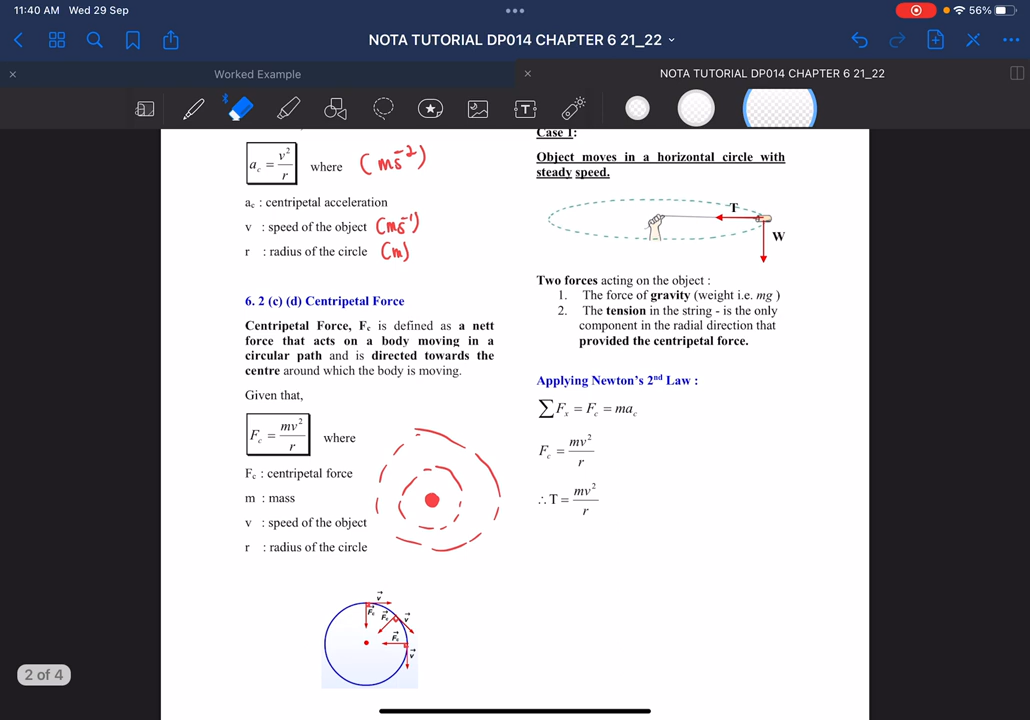 11:40 AM Wed 29 Sep
56%
NOTA TUTORIAL DP014 CHAPTER 6 21_22
Worked Example
NOTA TUTORIAL DP014 CHAPTER 6 21_22
a_c = v²/r where (ms⁻²)
a_c : centripetal acceleration
v : speed of the object (ms⁻¹)
r : radius of the circle (m)
6. 2 (c) (d) Centripetal Force
Centripetal Force, F_c is defined as a nett
force that acts on a body moving in a
circular path and is directed towards the
centre around which the body is moving.
Given that,
F_c = mv²/r where
F_c : centripetal force
m : mass
v : speed of the object
r : radius of the circle
v
F_c F_c v
F_c
v
Case 1:
Object moves in a horizontal circle with
steady speed.
T
W
Two forces acting on the object :
1. The force of gravity (weight i.e. mg )
2. The tension in the string - is the only
component in the radial direction that
provided the centripetal force.
Applying Newton's 2nd Law :
∑F_x = F_c = ma_c
F_c = mv²/r
∴ T = mv²/r
2 of 4